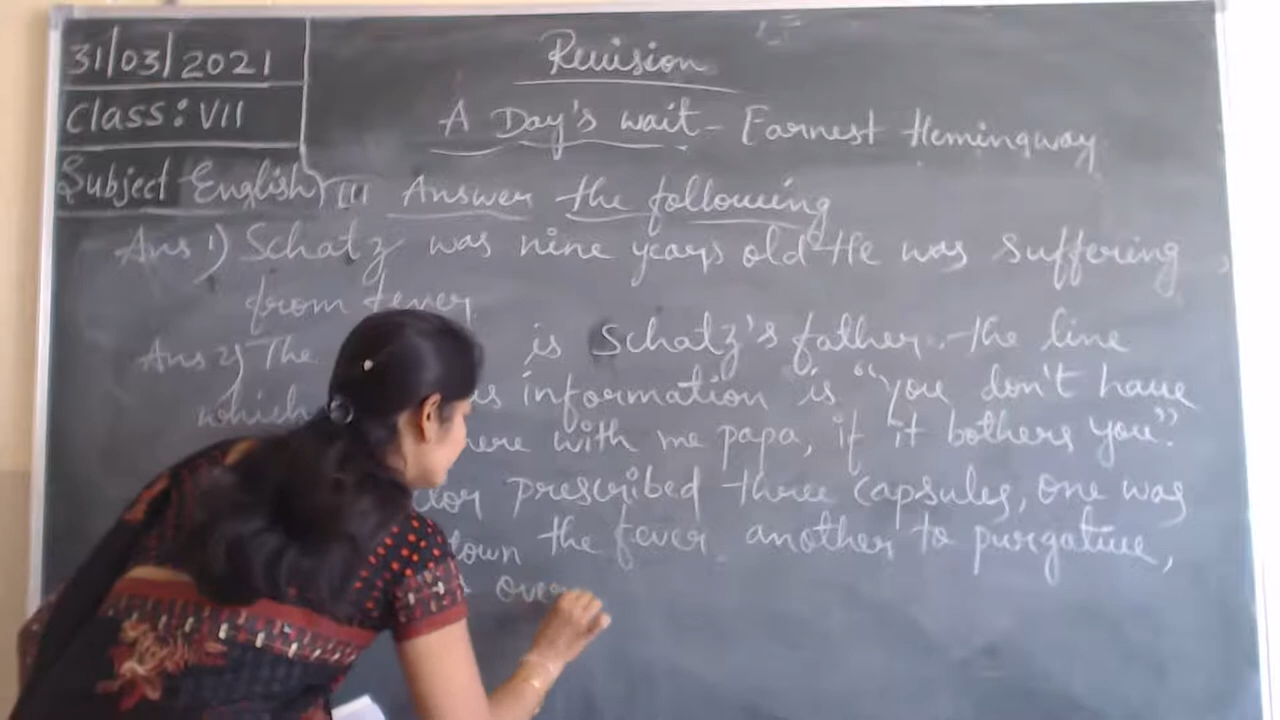 31/03/2021
Class: VII
Subject English
Revision
A Day's wait - Earnest Hemingway
III Answer the following
Ans 1) Schatz was nine years old He was suffering
from fever
Ans 2) The is Schatz's father. The line
which information is "you don't have
here with me papa, if it bothers you".
prescribed three capsules, one was
down the fever another to purgative,